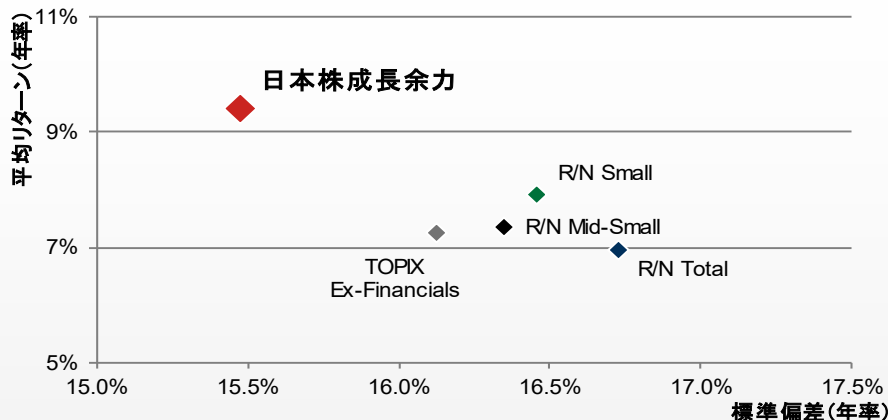 平均リターン(年率)
11%
9%
7%
5%
日本株成長余力
R/N Small
R/N Mid-Small
TOPIX
Ex-Financials
R/N Total
15.0%
15.5%
16.0%
16.5%
17.0%
17.5%
標準偏差(年率)